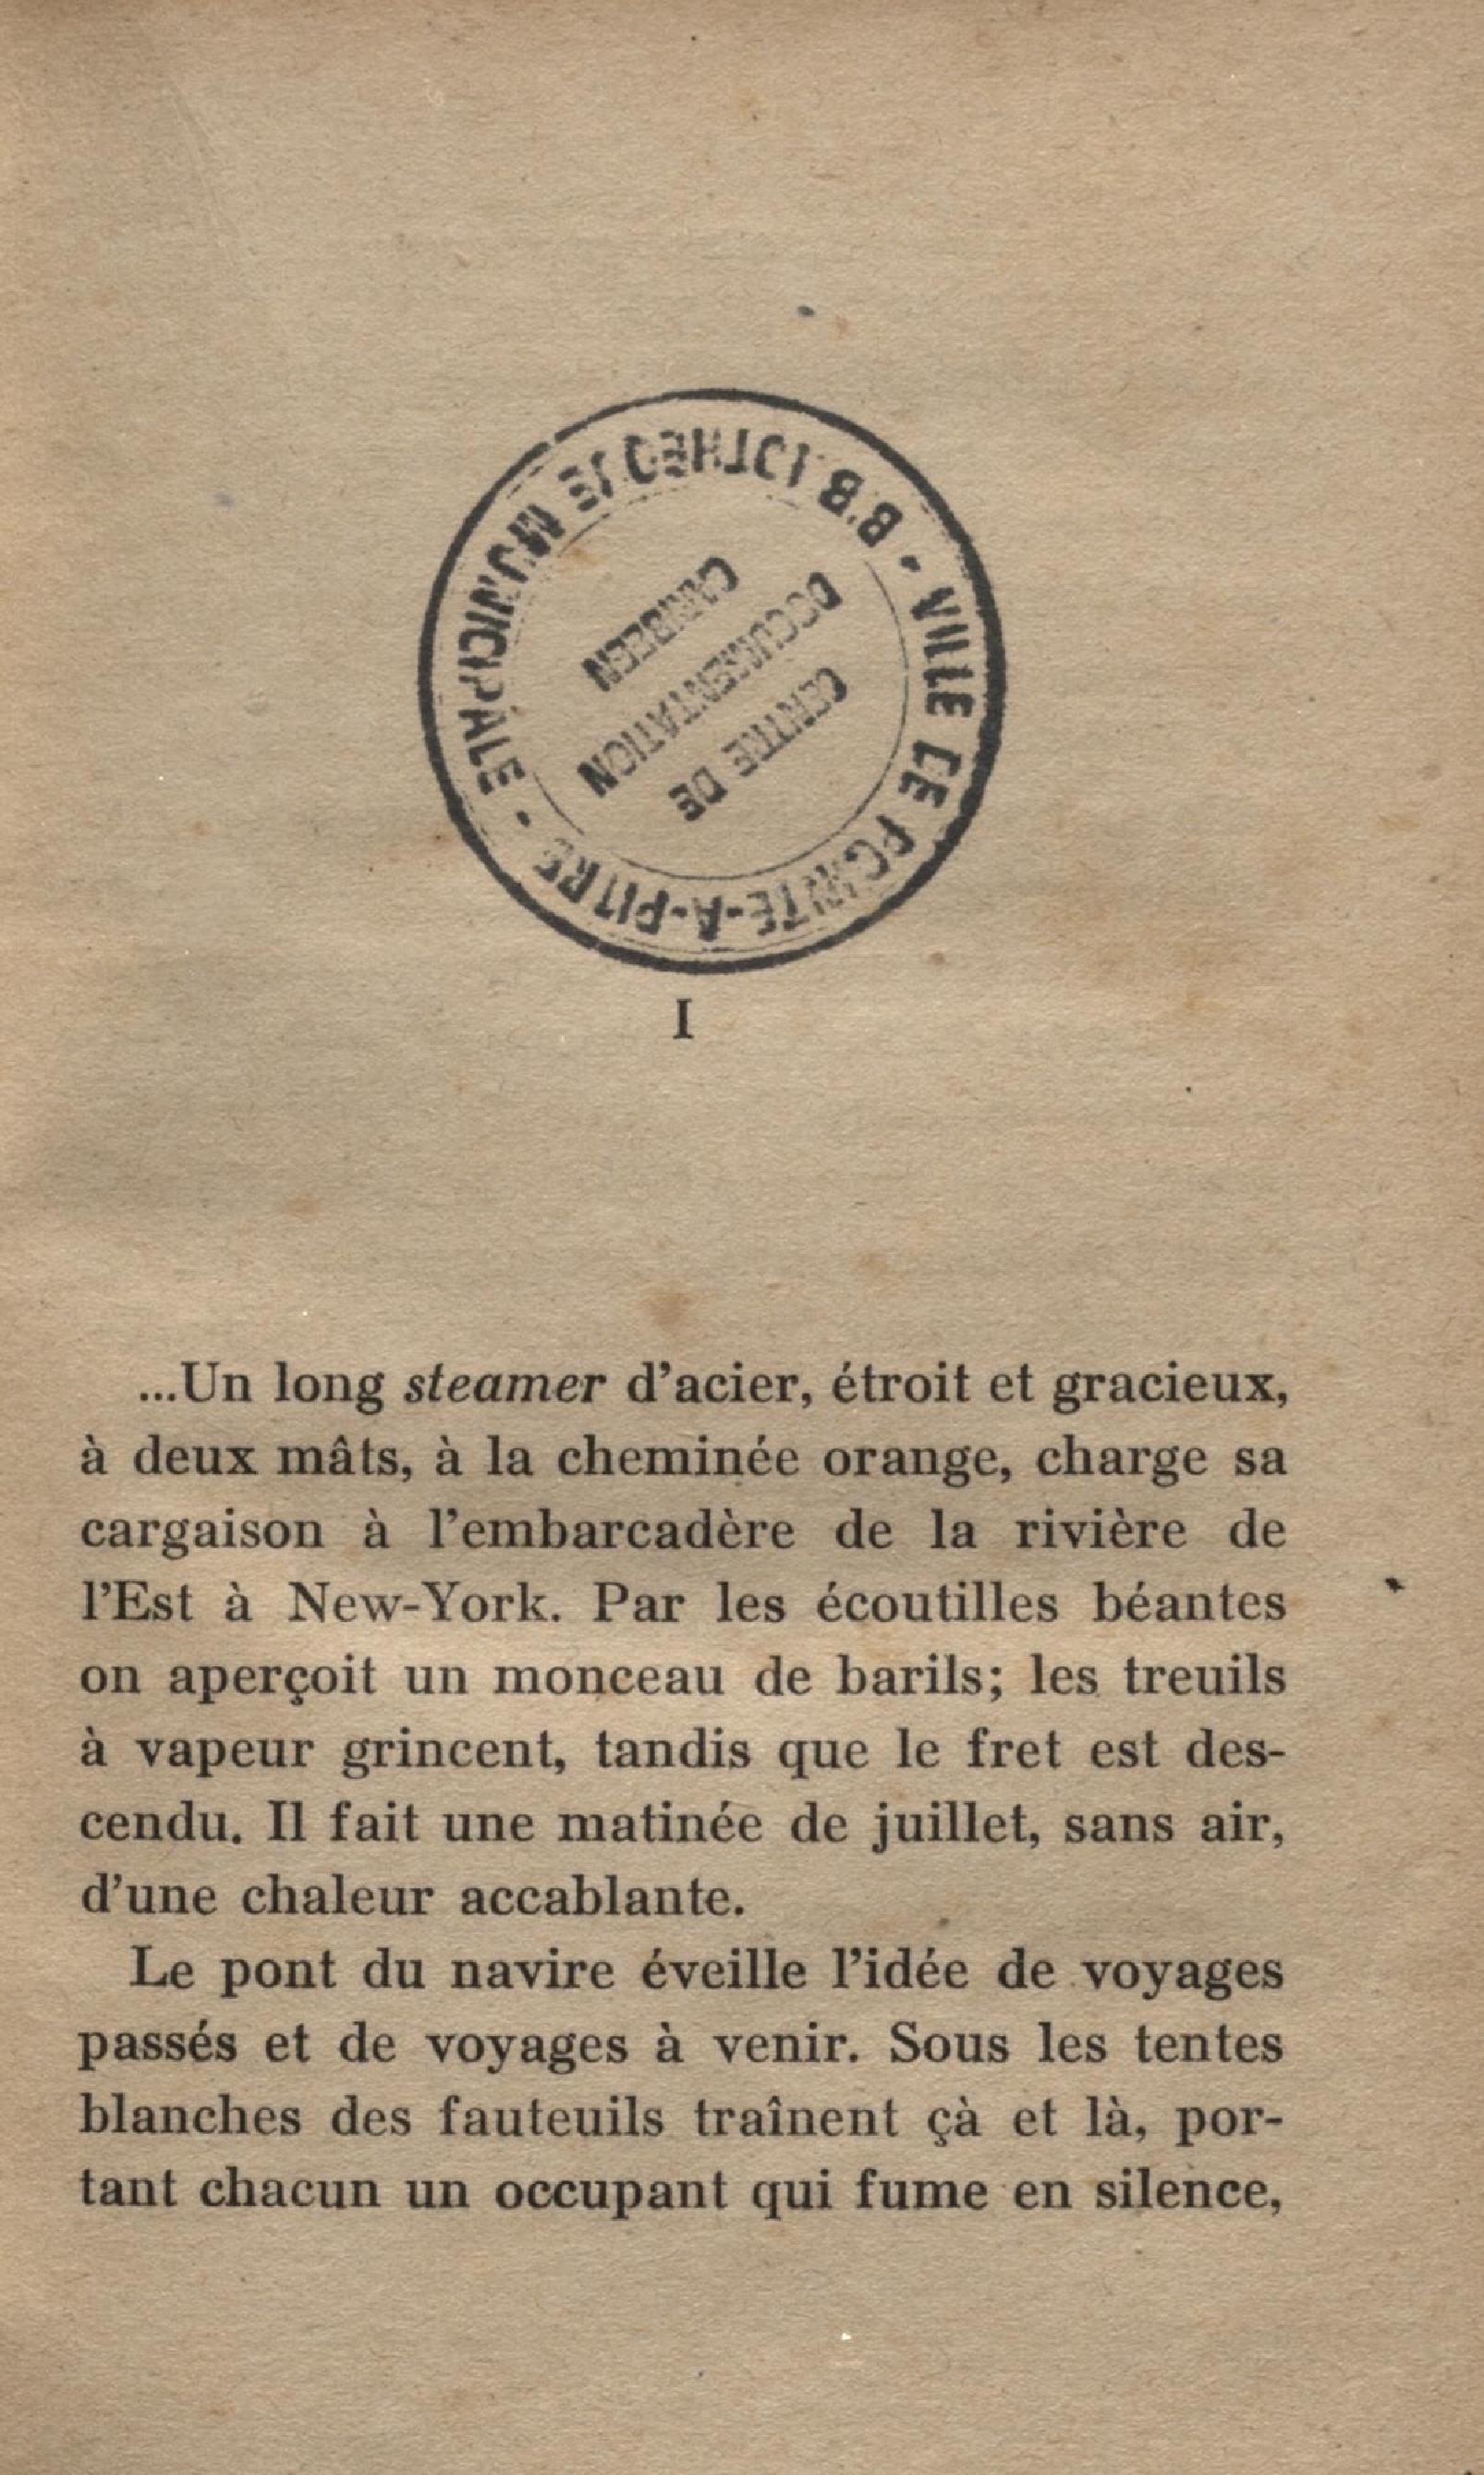 BIBLIOTHEQUE MUNICIPALE - VILLE DE POINTE-A-PITRE -
CENTRE DE
DOCUMENTATION
CARIBEEN
I
...Un long steamer d'acier, étroit et gracieux,
à deux mâts, à la cheminée orange, charge sa
cargaison à l'embarcadère de la rivière de
l'Est à New-York. Par les écoutilles béantes
on aperçoit un monceau de barils; les treuils
à vapeur grincent, tandis que le fret est des-
cendu. Il fait une matinée de juillet, sans air,
d'une chaleur accablante.
Le pont du navire éveille l'idée de voyages
passés et de voyages à venir. Sous les tentes
blanches des fauteuils traînent çà et là, por-
tant chacun un occupant qui fume en silence,